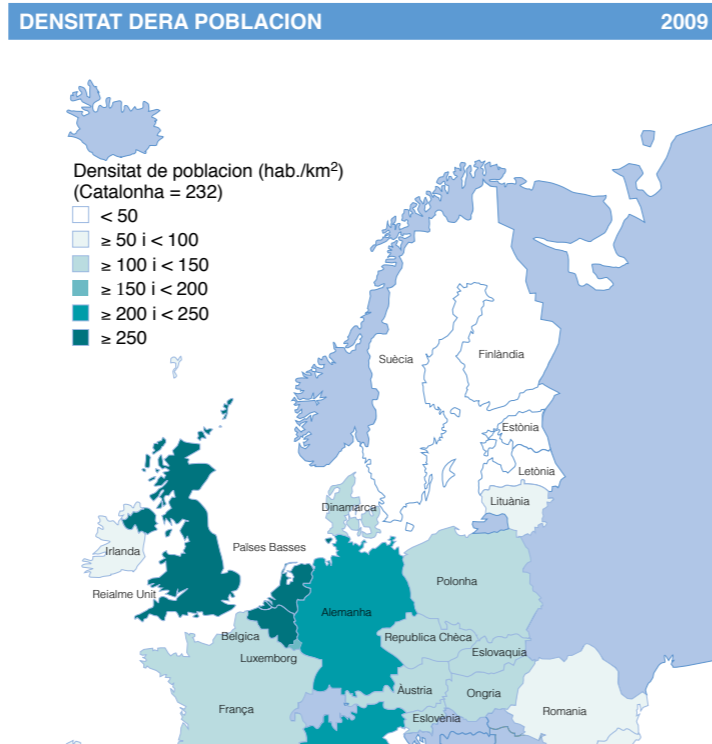 DENSITAT DERA POBLACION 2009
Densitat de poblacion (hab./km²)
(Catalonha = 232)
< 50
≥ 50 i < 100
≥ 100 i < 150
≥ 150 i < 200
≥ 200 i < 250
≥ 250
Suècia
Finlàndia
Estònia
Letònia
Lituània
Dinamarca
Irlanda
Països Basses
Polonha
Reialme Unit
Alemanha
Belgica
Republica Chèca
Eslovaquia
Luxemborg
Àustria
Ongria
França
Eslovènia
Romania